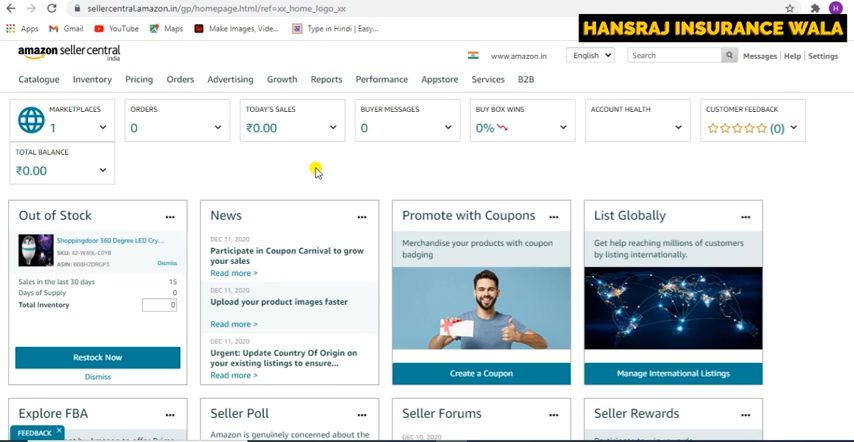 sellercentral.amazon.in/gp/homepage.html/ref=xx_home_logo_xx
H
Apps Gmail YouTube Maps Make Images, Vide... Type in Hindi | Easy...
HANSRAJ INSURANCE WALA
amazon seller central
india
www.amazon.in English Search Messages | Help | Settings
Catalogue Inventory Pricing Orders Advertising Growth Reports Performance Appstore Services B2B
MARKETPLACES
1
ORDERS
0
TODAY'S SALES
₹0.00
BUYER MESSAGES
0
BUY BOX WINS
0%
ACCOUNT HEALTH
CUSTOMER FEEDBACK
(0)
TOTAL BALANCE
₹0.00
Out of Stock
Shoppingdoor 360 Degree LED Cry...
SKU: 42-W40L-C0YB
Dismiss
Sales in the last 30 days 15
Days of Supply 0
Total Inventory 0
Restock Now
Dismiss
News
DEC 11, 2020
Participate in Coupon Carnival to grow
your sales
Read more >
DEC 11, 2020
Upload your product images faster
Read more >
DEC 11, 2020
Urgent: Update Country Of Origin on
your existing listings to ensure...
Read more >
Promote with Coupons
Merchandise your products with coupon
badging
Create a Coupon
List Globally
Get help reaching millions of customers
by listing internationally.
Manage International Listings
Explore FBA
FEEDBACK
Seller Poll
Amazon is genuinely concerned about the
Seller Forums
DEC 10, 2020
Seller Rewards